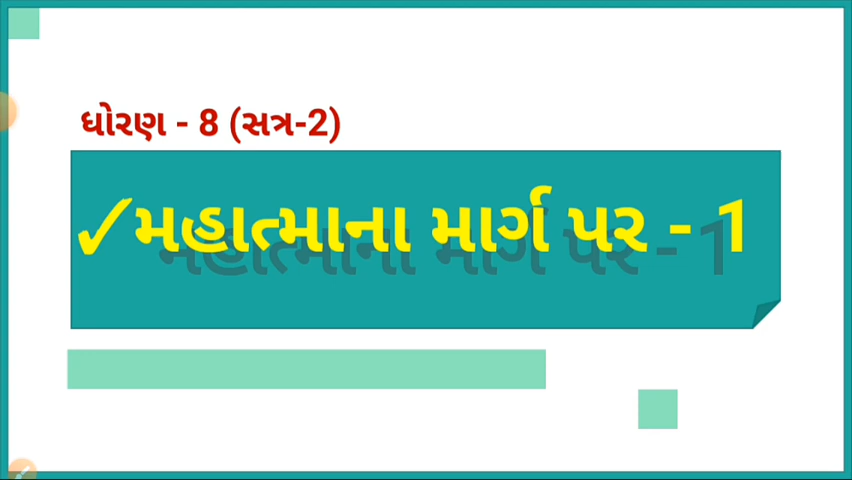 ધોરણ - 8 (સત્ર-2)
✓મહાત્માના માર્ગ પર - 1